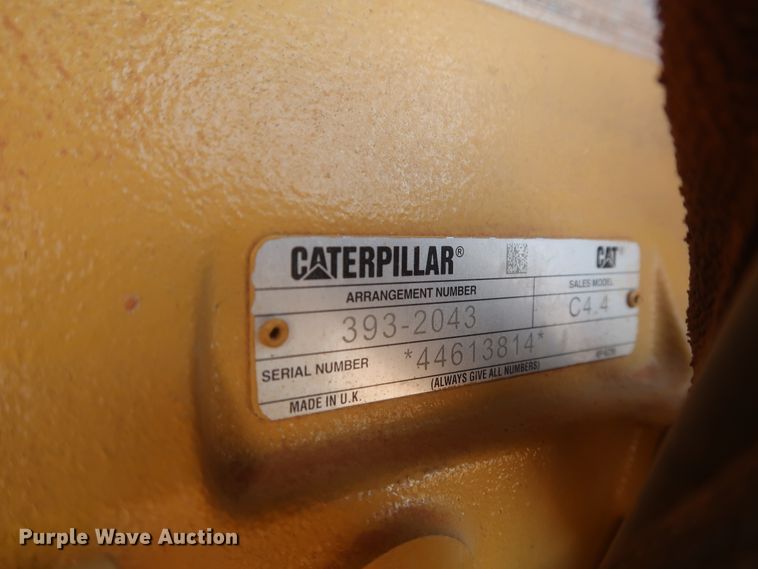 CATERPILLAR® CAT®
ARRANGEMENT NUMBER SALES MODEL
393-2043 C4.4
SERIAL NUMBER *44613814*
MADE IN U.K. (ALWAYS GIVE ALL NUMBERS)
Purple Wave Auction